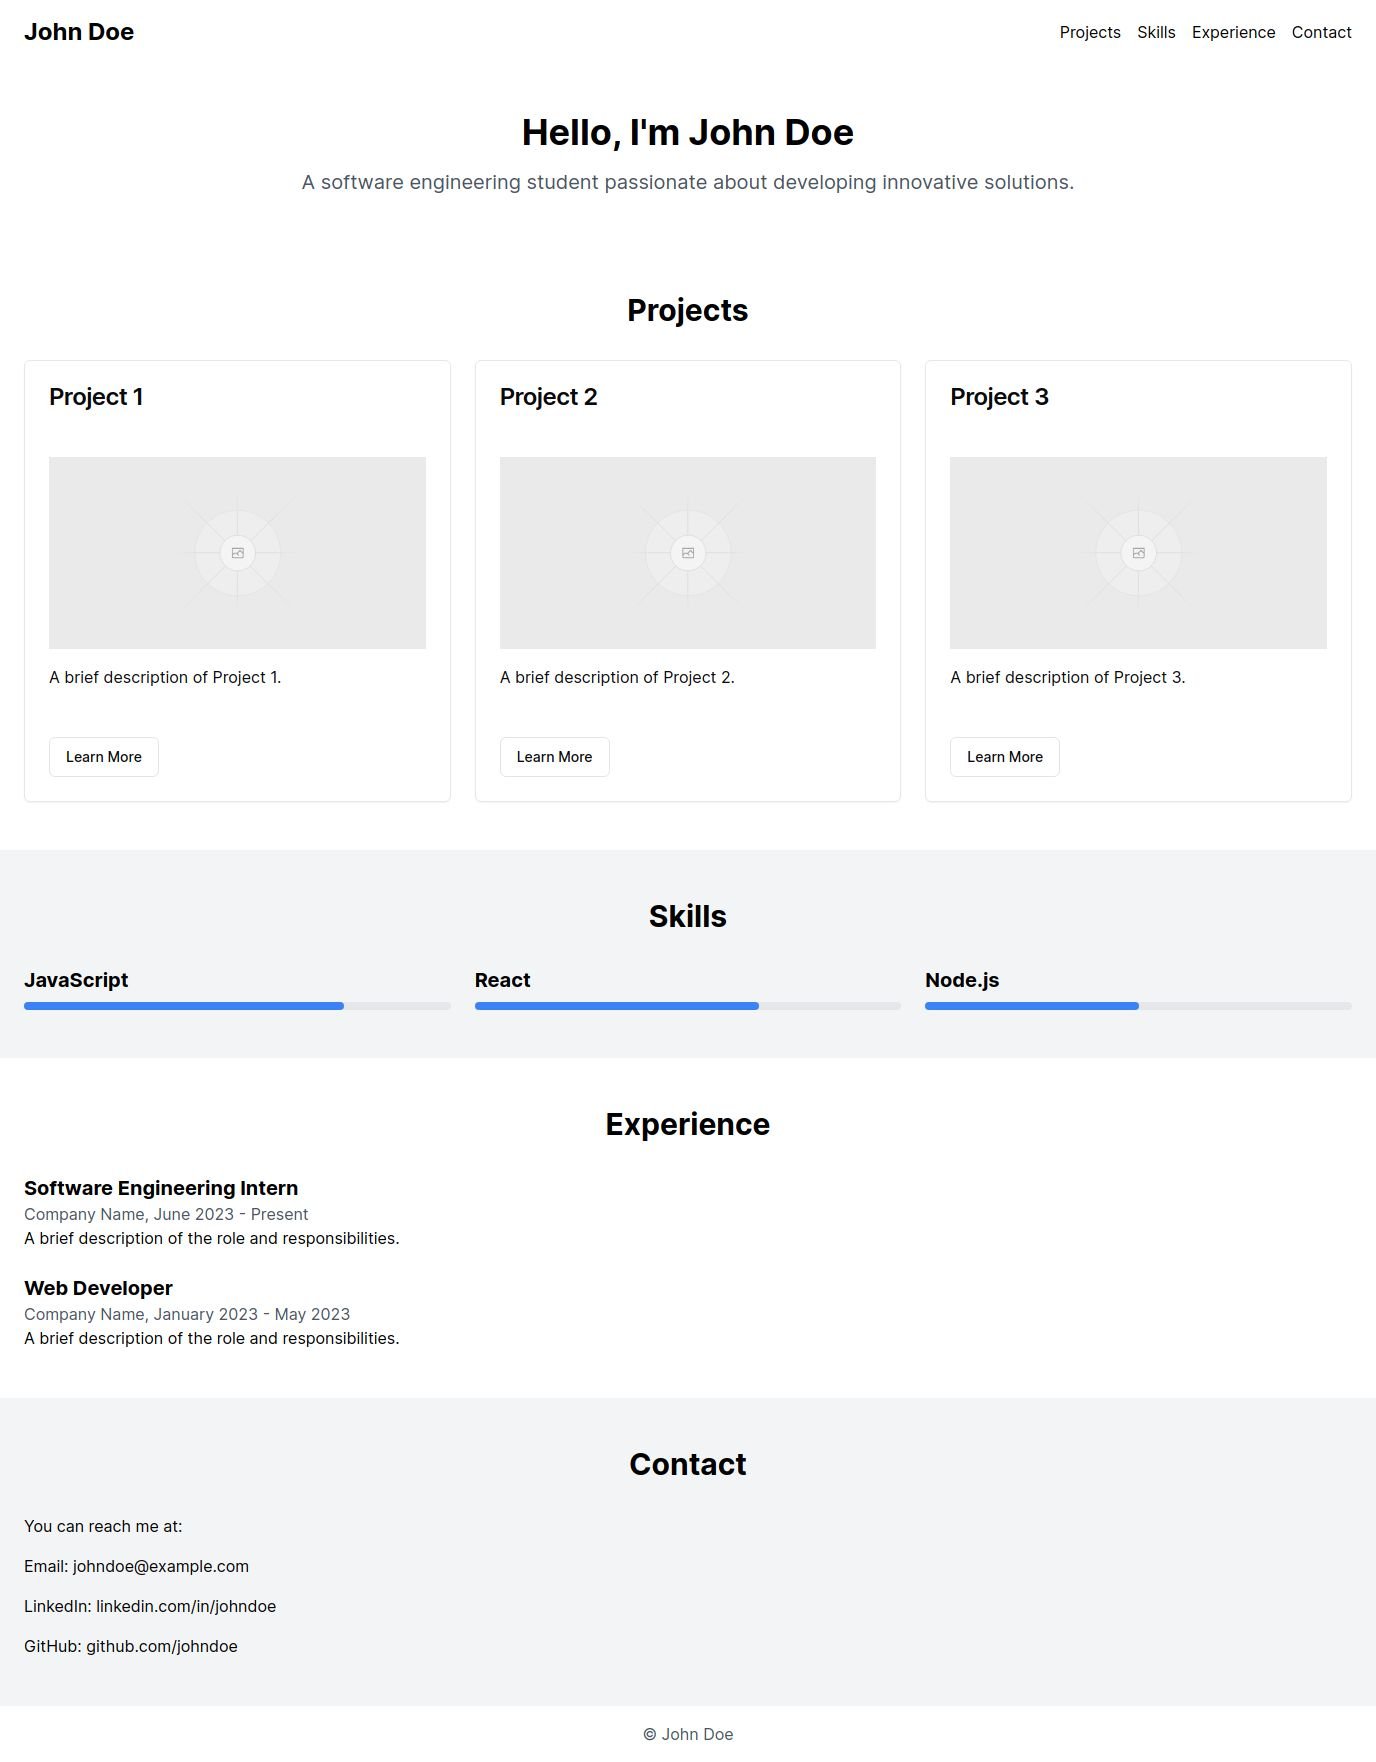 John Doe
Projects Skills Experience Contact
Hello, I'm John Doe
A software engineering student passionate about developing innovative solutions.
Projects
Project 1
A brief description of Project 1.
Learn More
Project 2
A brief description of Project 2.
Learn More
Project 3
A brief description of Project 3.
Learn More
Skills
JavaScript
React
Node.js
Experience
Software Engineering Intern
Company Name, June 2023 - Present
A brief description of the role and responsibilities.
Web Developer
Company Name, January 2023 - May 2023
A brief description of the role and responsibilities.
Contact
You can reach me at:
Email: johndoe@example.com
LinkedIn: linkedin.com/in/johndoe
GitHub: github.com/johndoe
© John Doe